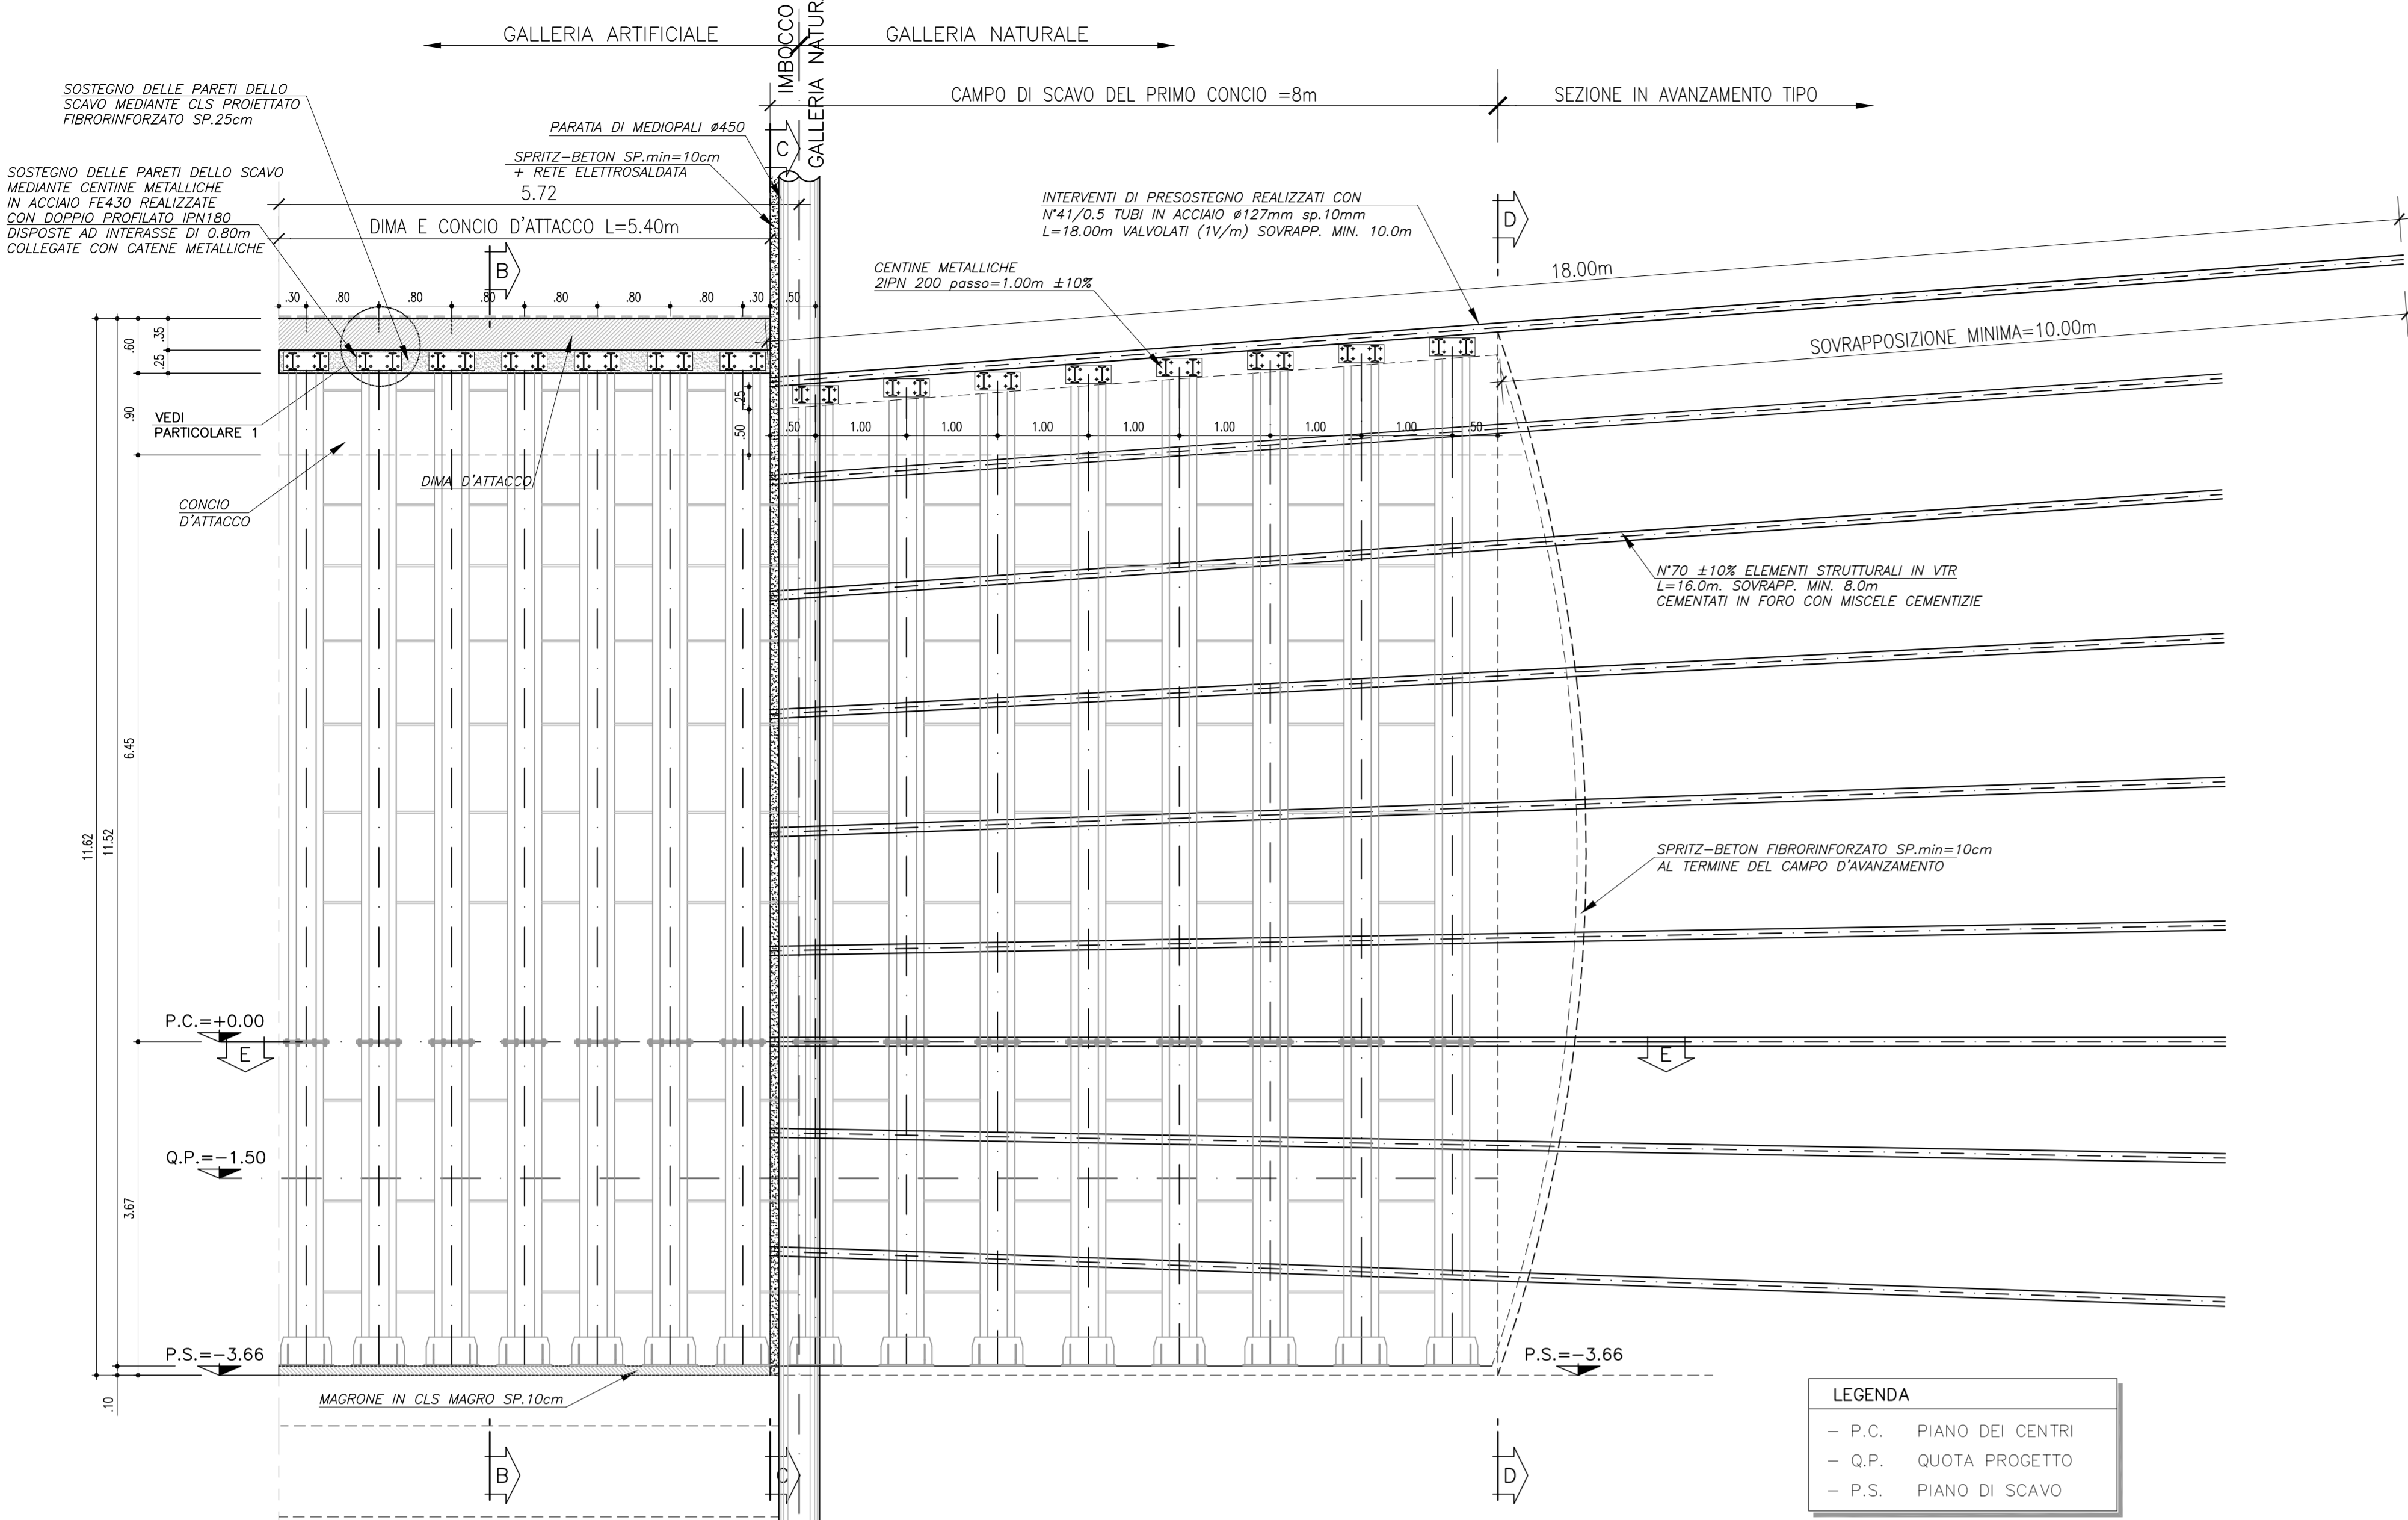 GALLERIA ARTIFICIALE
GALLERIA NATURALE
IMBOCCO
GALLERIA NATUR
CAMPO DI SCAVO DEL PRIMO CONCIO =8m
SEZIONE IN AVANZAMENTO TIPO
SOSTEGNO DELLE PARETI DELLO
SCAVO MEDIANTE CLS PROIETTATO
FIBRORINFORZATO SP.25cm
PARATIA DI MEDIOPALI Ø450
SPRITZ-BETON SP.min=10cm
+ RETE ELETTROSALDATA
C
SOSTEGNO DELLE PARETI DELLO SCAVO
MEDIANTE CENTINE METALLICHE
IN ACCIAIO FE430 REALIZZATE
CON DOPPIO PROFILATO IPN180
DISPOSTE AD INTERASSE DI 0.80m
COLLEGATE CON CATENE METALLICHE
5.72
DIMA E CONCIO D'ATTACCO L=5.40m
B
INTERVENTI DI PRESOSTEGNO REALIZZATI CON
N°41/0.5 TUBI IN ACCIAIO Ø127mm sp.10mm
L=18.00m VALVOLATI (1V/m) SOVRAPP. MIN. 10.0m
D
CENTINE METALLICHE
2IPN 200 passo=1.00m ±10%
18.00m
.30 .80 .80 .80 .80 .80 .80 .30 .50
SOVRAPPOSIZIONE MINIMA=10.00m
.60
.35
.25
.90
.25
.50
.50 1.00 1.00 1.00 1.00 1.00 1.00 1.00 .50
VEDI
PARTICOLARE 1
DIMA D'ATTACCO
CONCIO
D'ATTACCO
N°70 ±10% ELEMENTI STRUTTURALI IN VTR
L=16.0m. SOVRAPP. MIN. 8.0m
CEMENTATI IN FORO CON MISCELE CEMENTIZIE
6.45
11.62
11.52
SPRITZ-BETON FIBRORINFORZATO SP.min=10cm
AL TERMINE DEL CAMPO D'AVANZAMENTO
P.C.=+0.00
E
E
Q.P.=-1.50
3.67
P.S.=-3.66
P.S.=-3.66
.10
MAGRONE IN CLS MAGRO SP.10cm
B
C
D
LEGENDA
- P.C. PIANO DEI CENTRI
- Q.P. QUOTA PROGETTO
- P.S. PIANO DI SCAVO